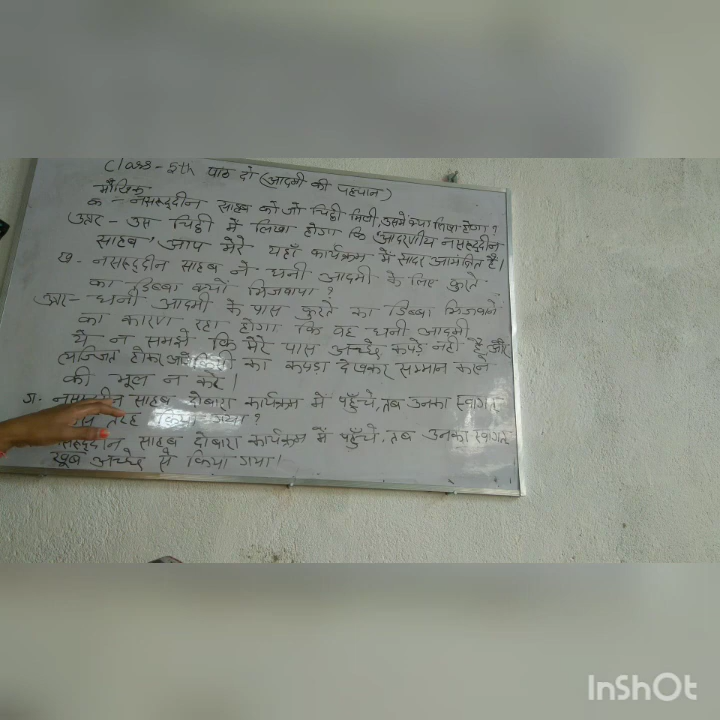 Class-5th पाठ दो (आदमी की पहचान)
मौखिक
क- नसरुद्दीन साहब को जो चिट्ठी मिली, उसमें क्या लिखा होगा?
उत्तर- उस चिट्ठी में लिखा होगा कि 'आदरणीय नसरुद्दीन
साहब', आप मेरे यहाँ कार्यक्रम में सादर आमंत्रित हैं।
ख- नसरुद्दीन साहब ने धनी आदमी के लिए कुरते
का डिब्बा क्यों भिजवाया?
उत्तर- धनी आदमी के पास कुरते का डिब्बा भिजवाने
का कारण रहा होगा कि वह धनी आदमी
ये न समझे कि मेरे पास अच्छे कपड़े नहीं हैं और
लज्जित होकर का कपड़ा देखकर सम्मान करने
की भूल न करे।
ग- नसरुद्दीन साहब दोबारा कार्यक्रम में पहुँचे, तब उनका स्वागत
तरह किया गया?
साहब दोबारा कार्यक्रम में पहुँचे, तब उनका स्वागत
खूब अच्छे से किया गया।
InShOt